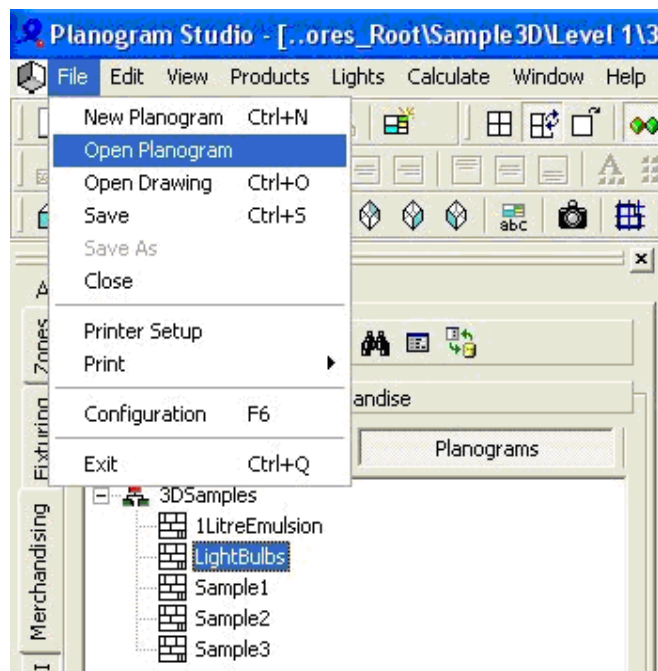 Planogram Studio - [..ores_Root\Sample3D\Level 1\3
File Edit View Products Lights Calculate Window Help
New Planogram Ctrl+N
Open Planogram
Open Drawing Ctrl+O
Save Ctrl+S
Save As
Close
Printer Setup
Print
Configuration F6
Exit Ctrl+Q
abc
andise
Planograms
Zones
Fixturing
Merchandising
3DSamples
1LitreEmulsion
LightBulbs
Sample1
Sample2
Sample3